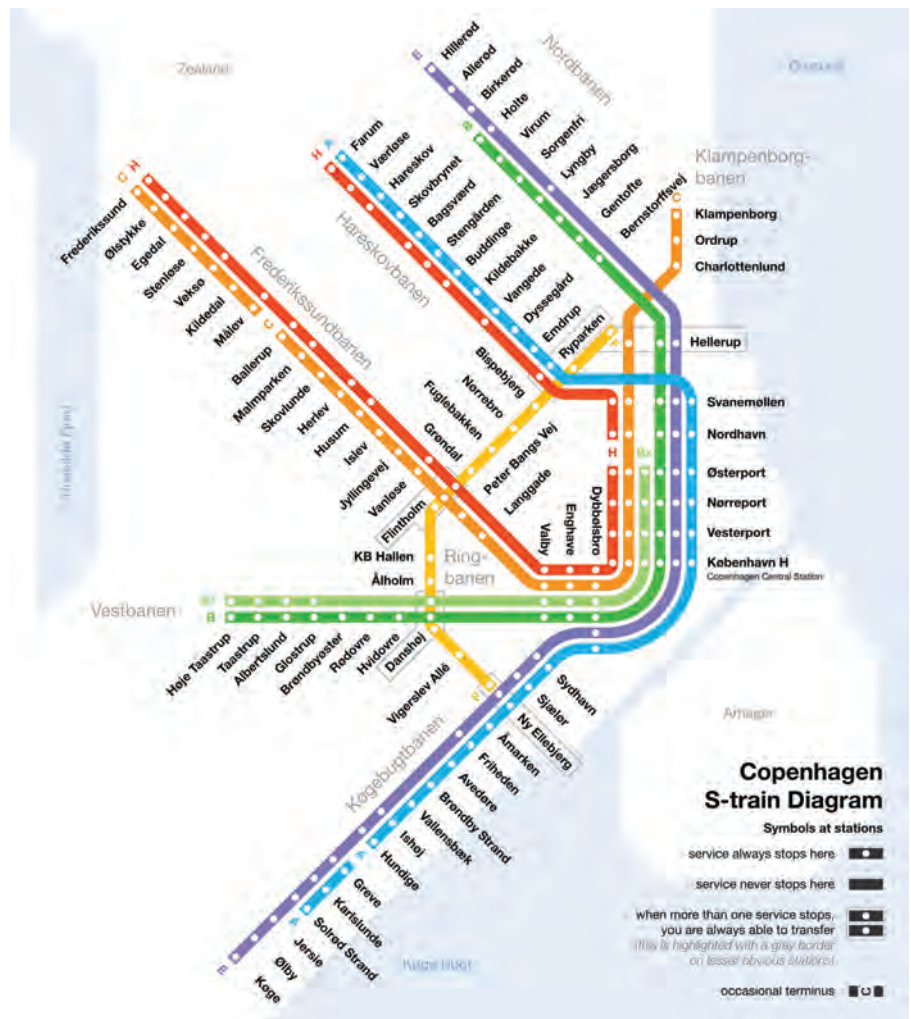 Zealand
Nordbanen
Øresund
E
Hillerød
Allerød
Birkerød
Holte
Virum
Sorgenfri
Lyngby
Jægersborg
Gentofte
Bernstorffsvej
B
Klampenborg-
banen
C
Klampenborg
Ordrup
Charlottenlund
H
A
Farum
Værløse
Hareskov
Skovbrynet
Bagsværd
Stengården
Buddinge
Kildebakke
Vangede
Dyssegård
Emdrup
Ryparken
F
Hareskovbanen
C
H
Frederikssund
Ølstykke
Egedal
Stenløse
Veksø
Kildedal
Måløv
C
Ballerup
Malmparken
Skovlunde
Herlev
Husum
Islev
Jyllingevej
Vanløse
Flintholm
Frederikssundbanen
Bispebjerg
Nørrebro
Fuglebakken
Grøndal
Peter Bangs Vej
Langgade
Valby
Enghave
Dybbølsbro
Hellerup
Svanemøllen
Nordhavn
H
Bx
Østerport
Nørreport
Vesterport
København H
Copenhagen Central Station
KB Hallen
Ålholm
Ring-
banen
Vestbanen
B
Høje Taastrup
Taastrup
Albertslund
Glostrup
Brøndbyøster
Rødovre
Hvidovre
Danshøj
Vigerslev Allé
F
Køgebugtbanen
Sydhavn
Sjælør
Ny Ellebjerg
Åmarken
Friheden
Avedøre
Brøndby Strand
Vallensbæk
Ishøj
Hundige
Greve
Karlslunde
Solrød Strand
Jersie
Ølby
Køge
A
A
E
Køge Bugt
Amager
Copenhagen
S-train Diagram
Symbols at stations
service always stops here
service never stops here
when more than one service stops,
you are always able to transfer
(this is highlighted with a grey border
on lesser obvious stations)
occasional terminus
C